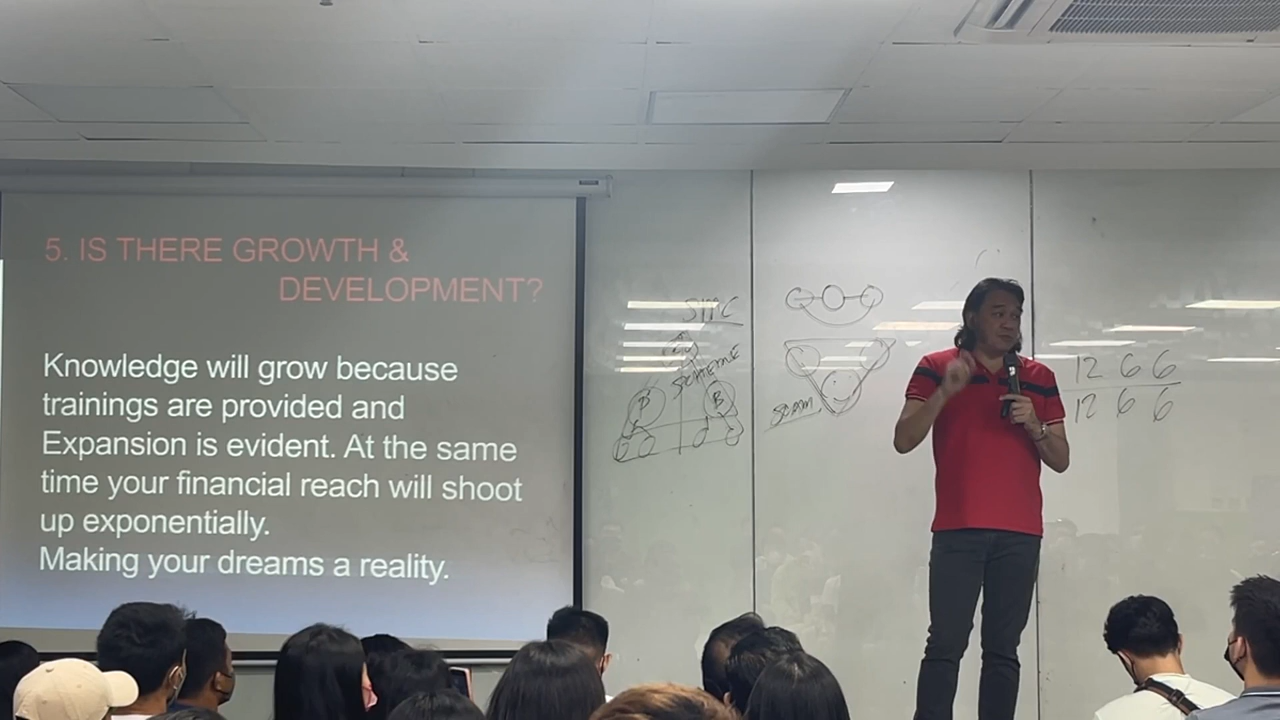 5. IS THERE GROWTH &
DEVELOPMENT?
Knowledge will grow because
trainings are provided and
Expansion is evident. At the same
time your financial reach will shoot
up exponentially.
Making your dreams a reality.
SCHEME
P
B
SCAM
12 6 6
12 6 6